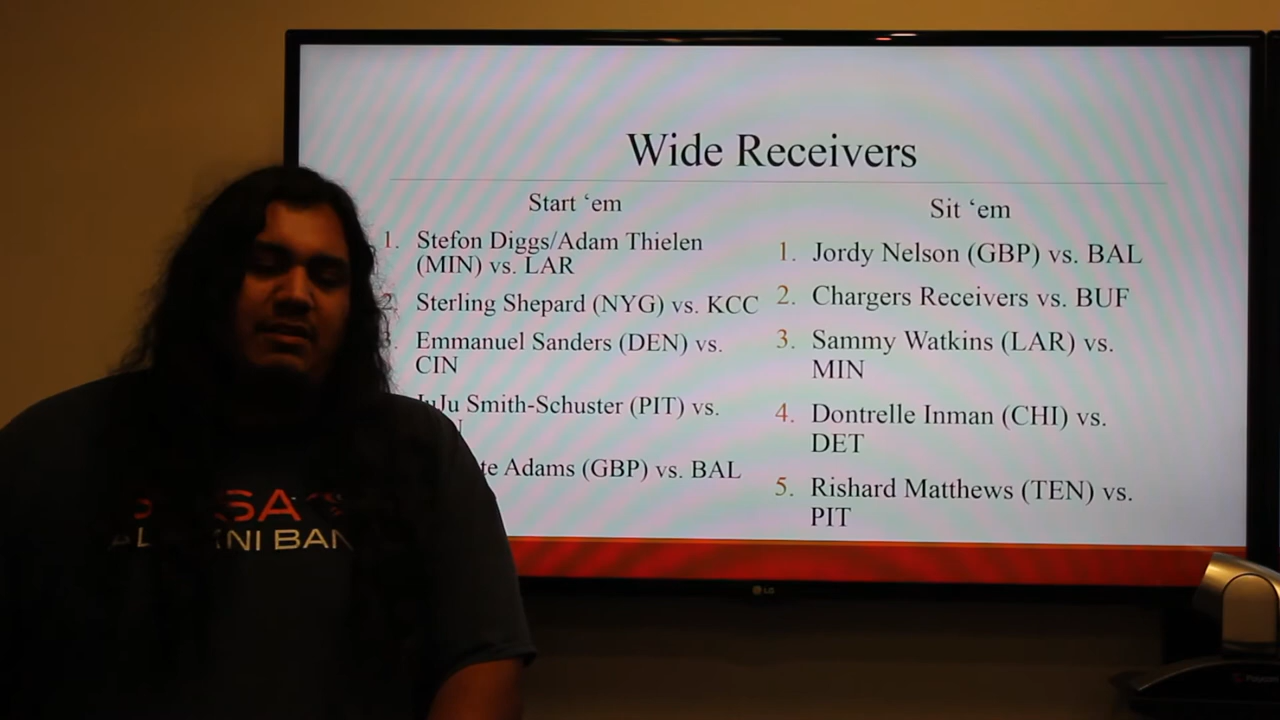 Wide Receivers
Start ‘em
1. Stefon Diggs/Adam Thielen
(MIN) vs. LAR
2. Sterling Shepard (NYG) vs. KCC
3. Emmanuel Sanders (DEN) vs.
CIN
JuJu Smith-Schuster (PIT) vs.
Adams (GBP) vs. BAL
Sit ‘em
1. Jordy Nelson (GBP) vs. BAL
2. Chargers Receivers vs. BUF
3. Sammy Watkins (LAR) vs.
MIN
4. Dontrelle Inman (CHI) vs.
DET
5. Rishard Matthews (TEN) vs.
PIT
LG